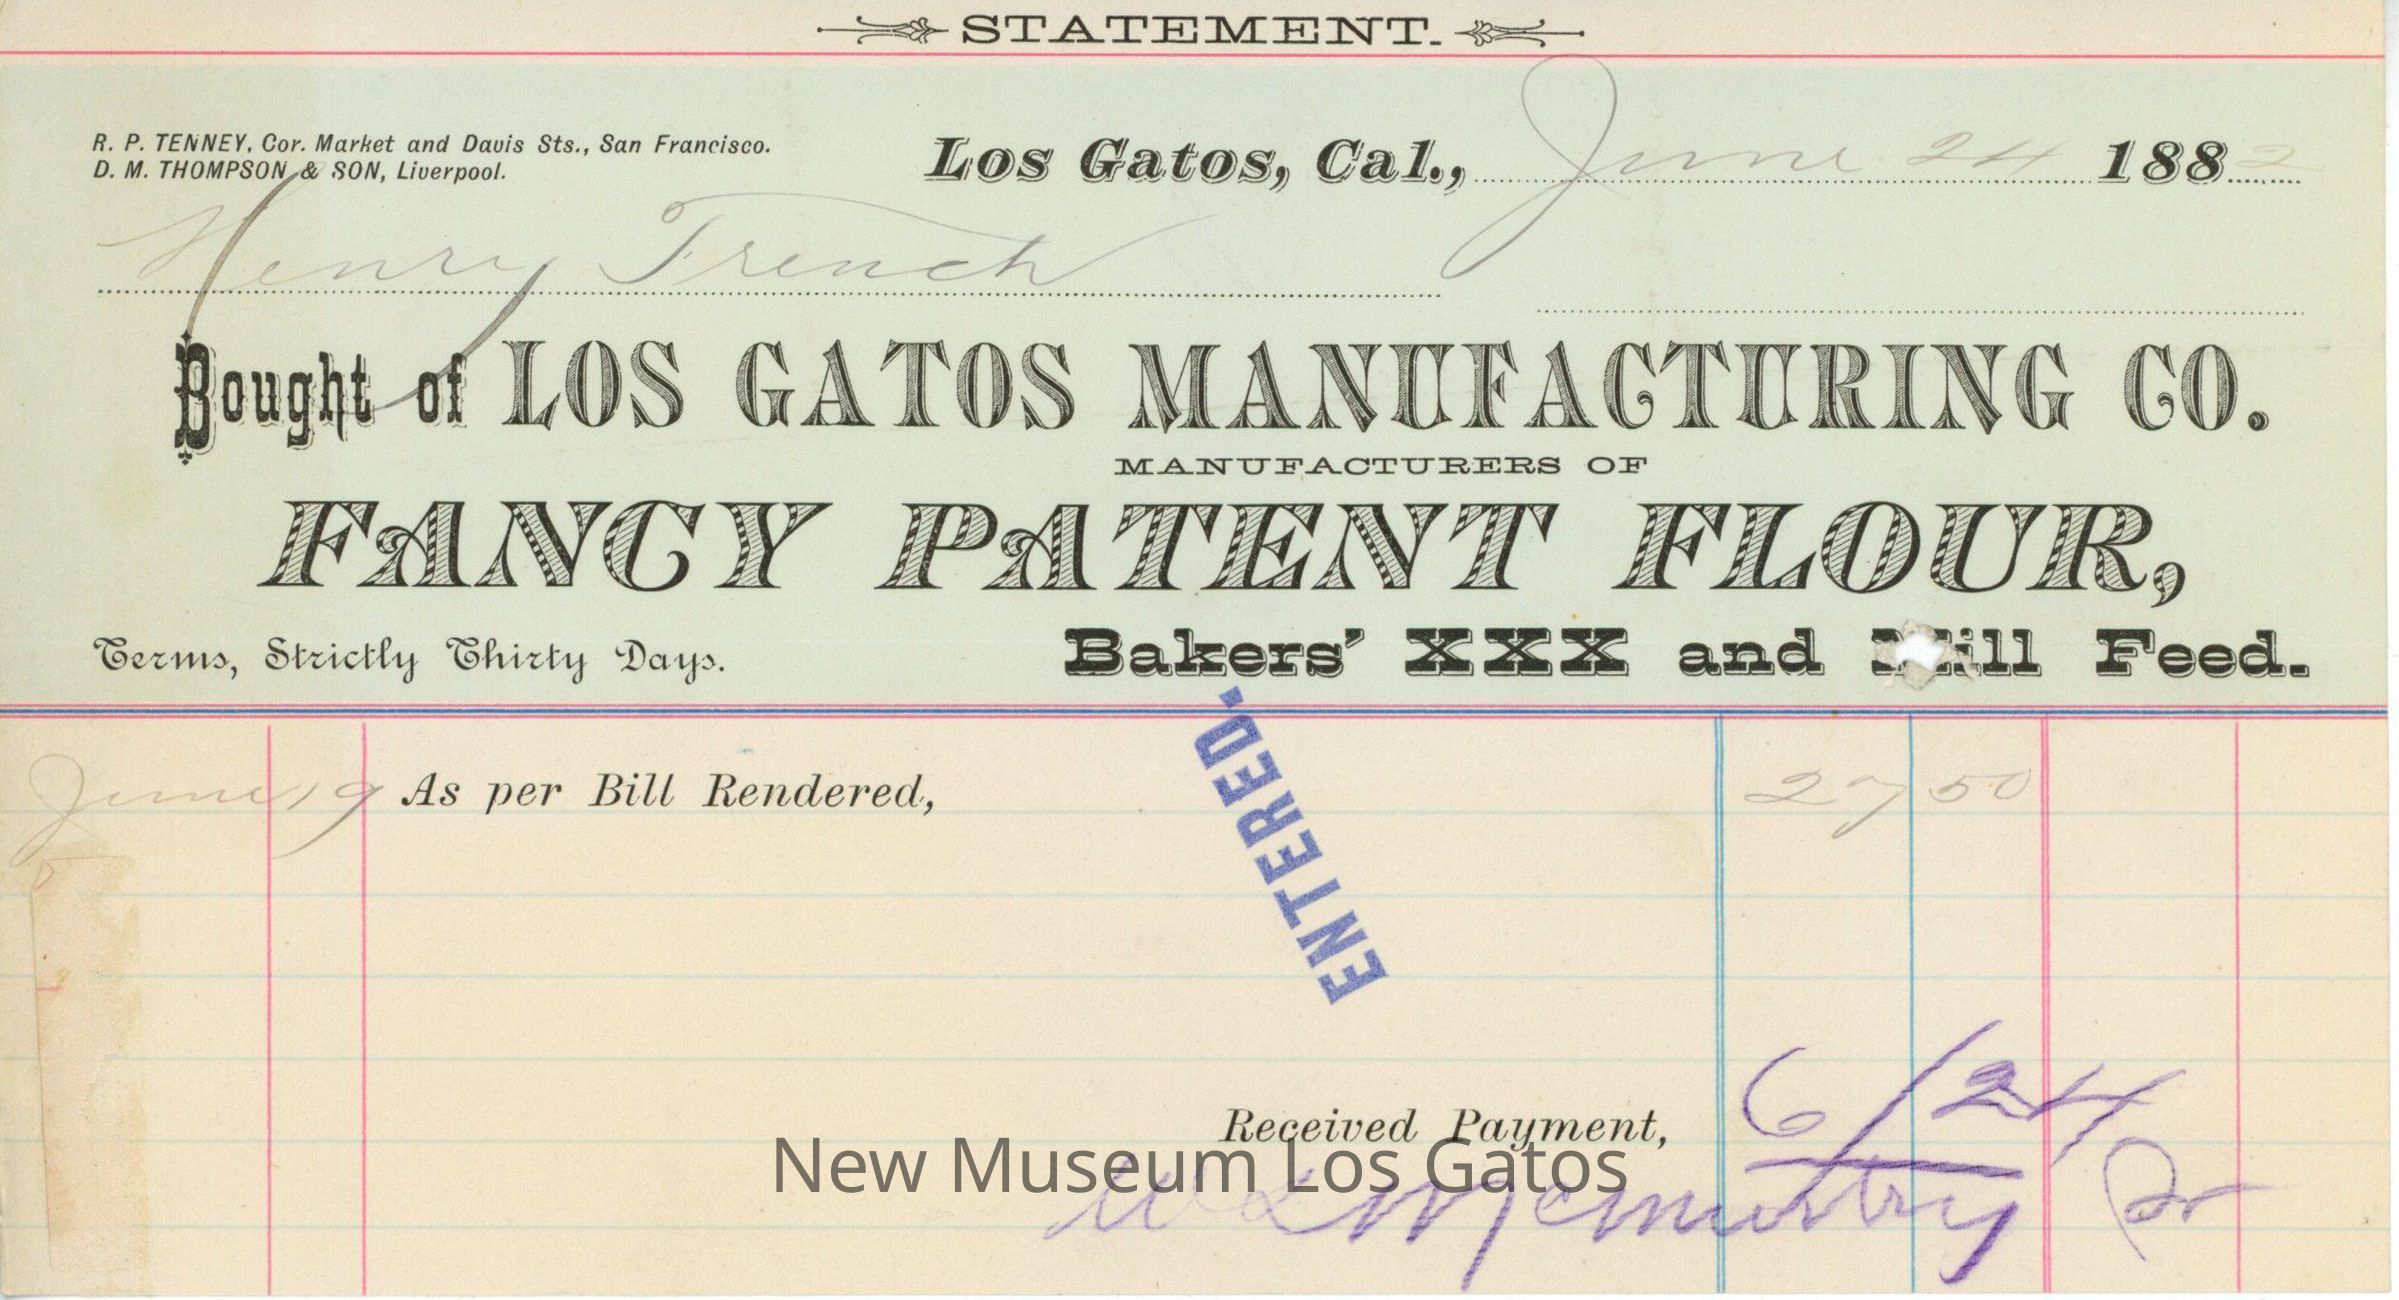 STATEMENT.
R. P. TENNEY, Cor. Market and Davis Sts., San Francisco.
D. M. THOMPSON & SON, Liverpool.
Los Gatos, Cal., June 24 1882
Henry French
Bought of LOS GATOS MANUFACTURING CO.
MANUFACTURERS OF
FANCY PATENT FLOUR,
Terms, Strictly Thirty Days.
Bakers' XXX and Mill Feed.
June 19 As per Bill Rendered, 27 50
ENTERED.
6/24
Received Payment,
New Museum Los Gatos
McMurtry